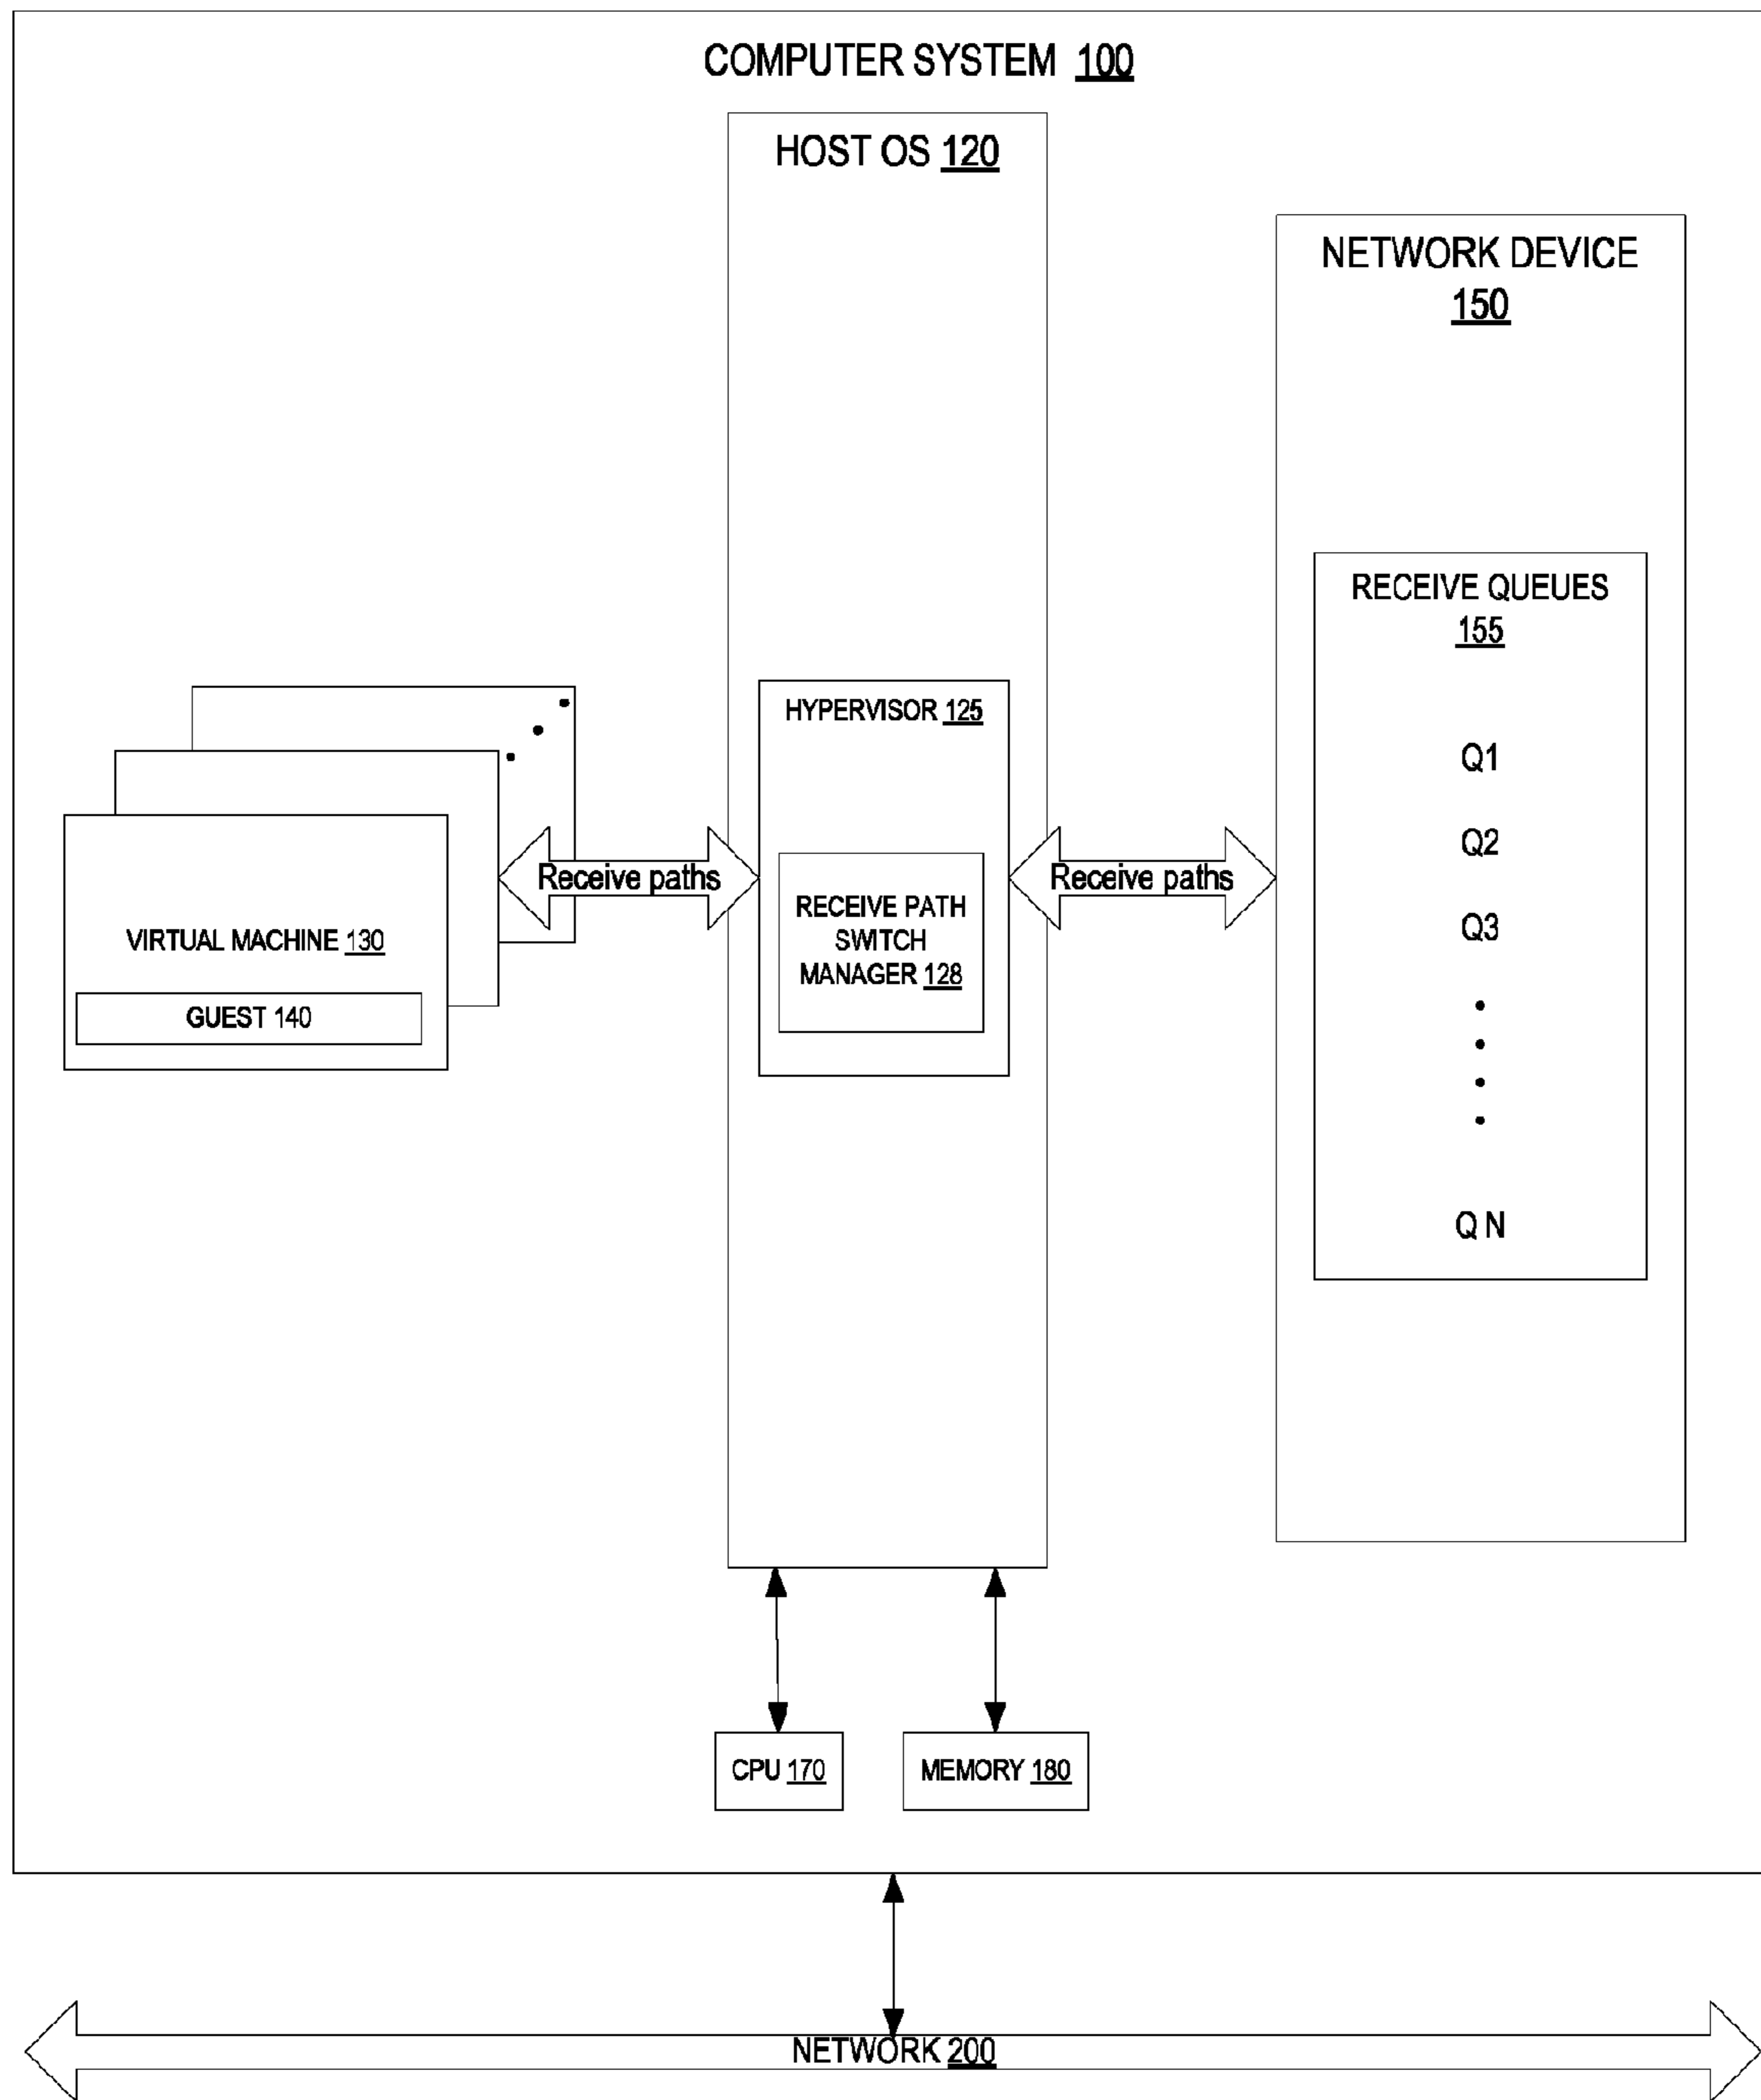 COMPUTER SYSTEM 100
HOST OS 120
NETWORK DEVICE
150
RECEIVE QUEUES
155
Q1
Q2
Q3
Q N
HYPERVISOR 125
RECEIVE PATH
SWITCH
MANAGER 128
Receive paths
Receive paths
VIRTUAL MACHINE 130
GUEST 140
CPU 170
MEMORY 180
NETWORK 200